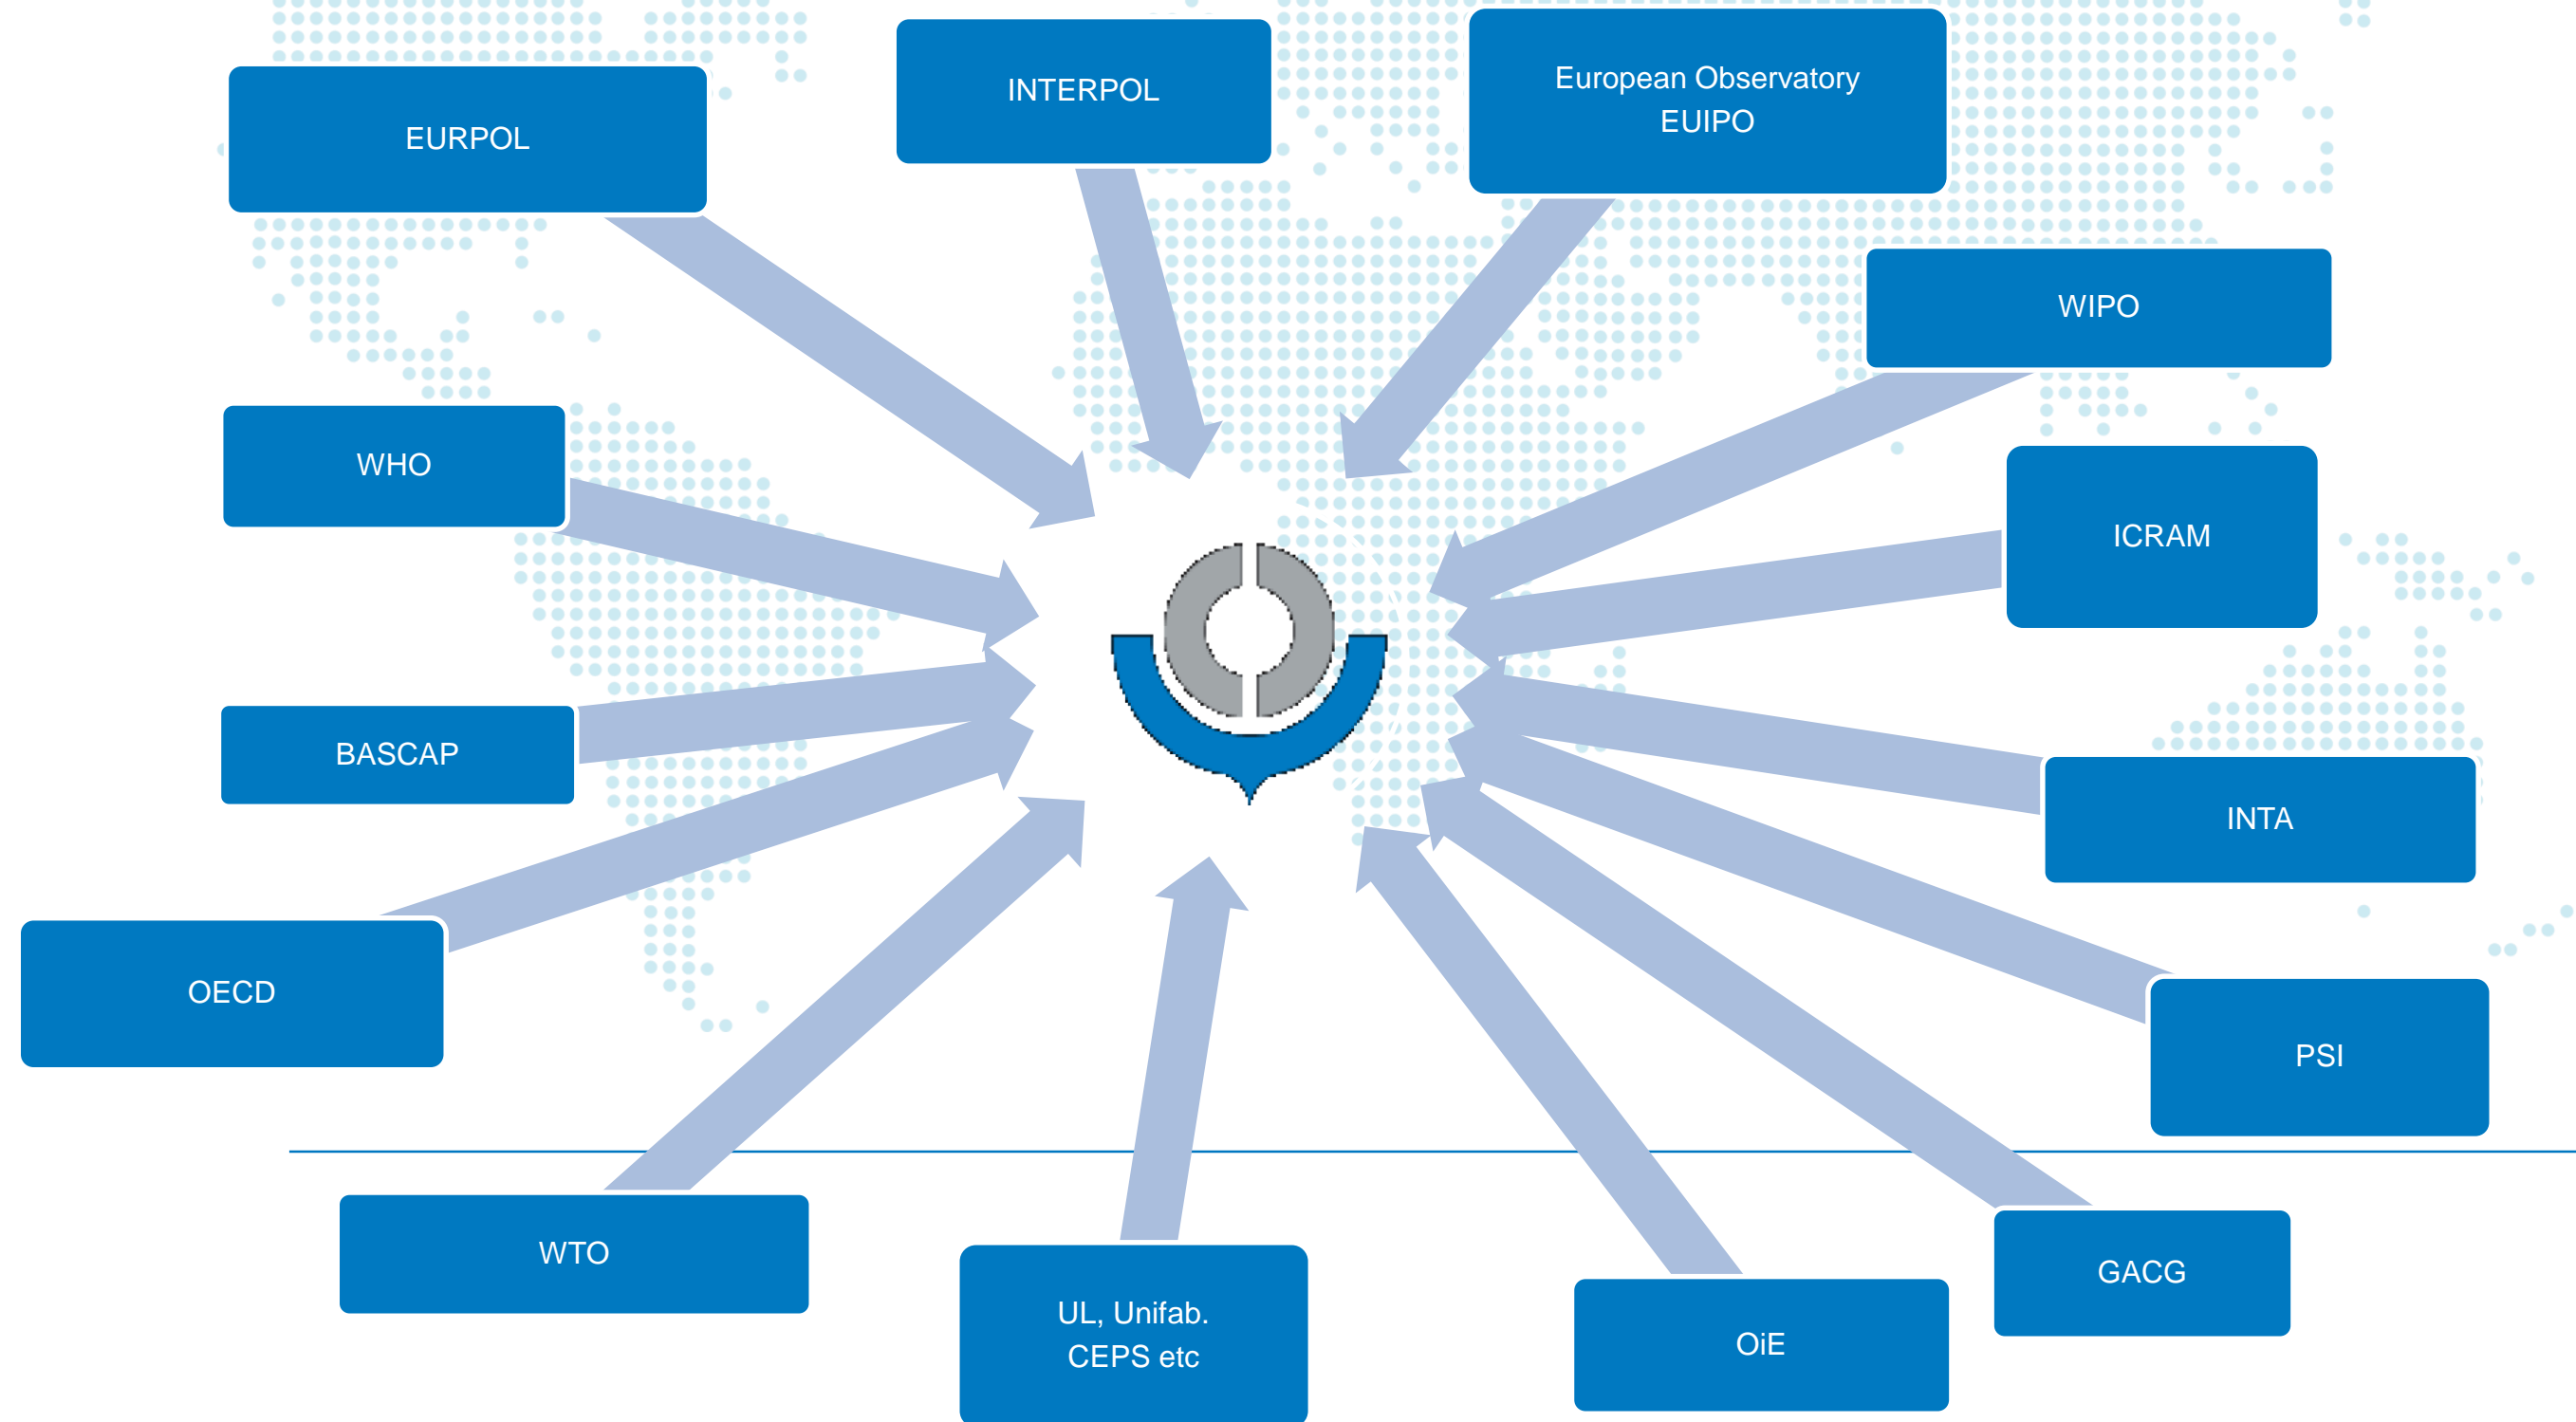 EURPOL
INTERPOL
European Observatory
EUIPO
WIPO
WHO
ICRAM
BASCAP
INTA
OECD
PSI
WTO
GACG
UL, Unifab.
CEPS etc
OiE